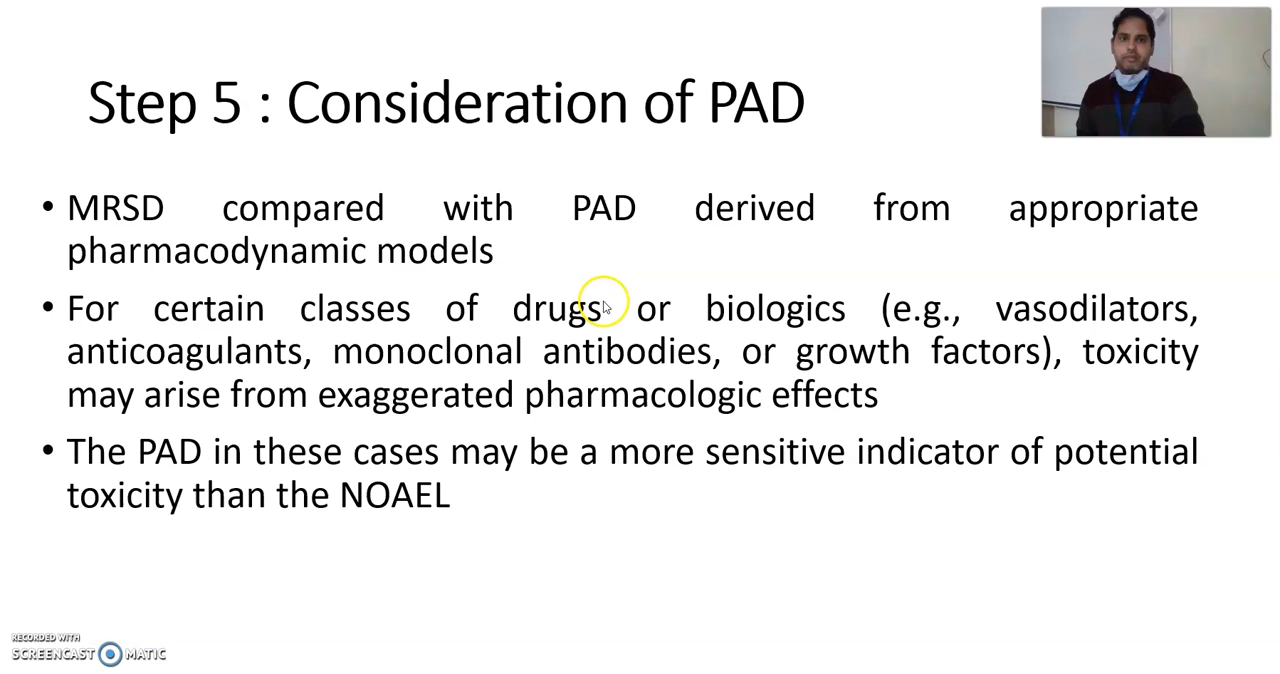 Step 5 : Consideration of PAD
• MRSD compared with PAD derived from appropriate
pharmacodynamic models
• For certain classes of drugs or biologics (e.g., vasodilators,
anticoagulants, monoclonal antibodies, or growth factors), toxicity
may arise from exaggerated pharmacologic effects
• The PAD in these cases may be a more sensitive indicator of potential
toxicity than the NOAEL
RECORDED WITH
SCREENCAST MATIC